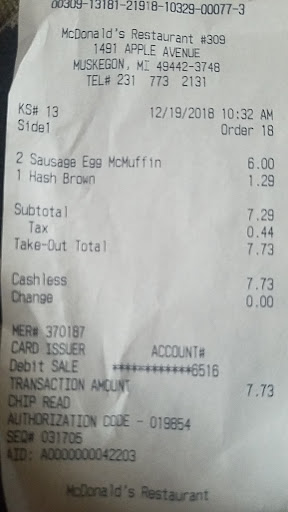 00309-13181-21918-10329-00077-3
McDonald's Restaurant #309
1491 APPLE AVENUE
MUSKEGON, MI 49442-3748
TEL# 231 773 2131
KS# 13 12/19/2018 10:32 AM
Side1 Order 18
2 Sausage Egg McMuffin 6.00
1 Hash Brown 1.29
Subtotal 7.29
Tax 0.44
Take-Out Total 7.73
Cashless 7.73
Change 0.00
MER# 370187
CARD ISSUER ACCOUNT#
Debit SALE ************6516
TRANSACTION AMOUNT 7.73
CHIP READ
AUTHORIZATION CODE - 019854
SEQ# 031705
AID: A0000000042203
McDonald's Restaurant